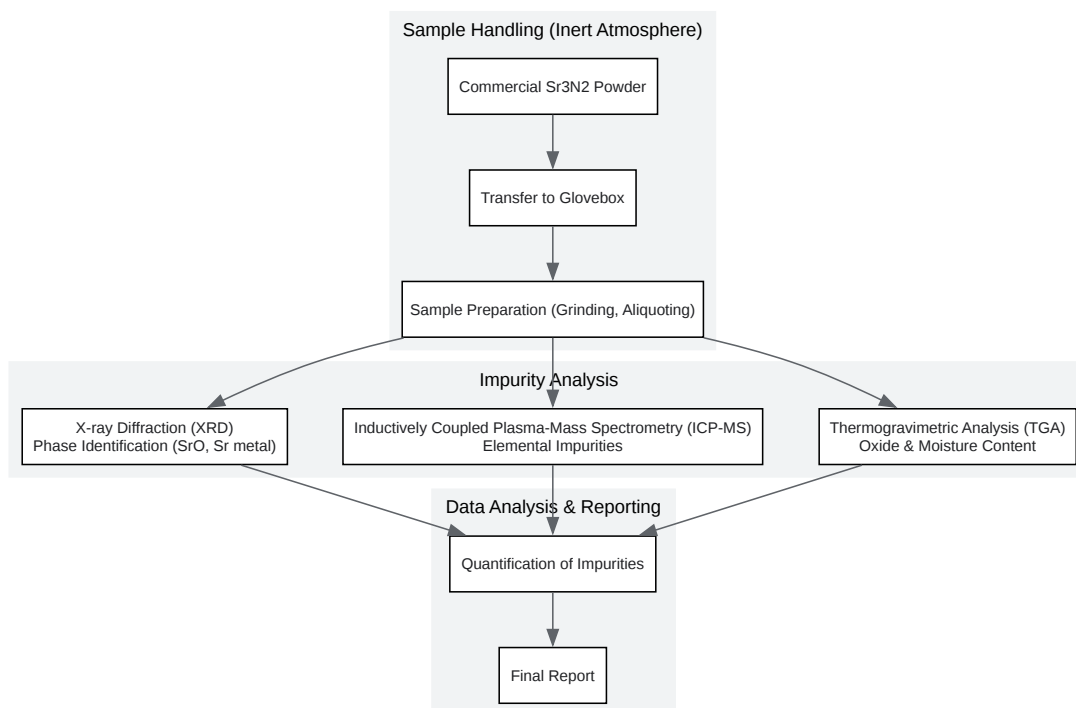 Sample Handling (Inert Atmosphere)
Commercial Sr3N2 Powder
Transfer to Glovebox
Sample Preparation (Grinding, Aliquoting)
Impurity Analysis
X-ray Diffraction (XRD)
Phase Identification (SrO, Sr metal)
Inductively Coupled Plasma-Mass Spectrometry (ICP-MS)
Elemental Impurities
Thermogravimetric Analysis (TGA)
Oxide & Moisture Content
Data Analysis & Reporting
Quantification of Impurities
Final Report